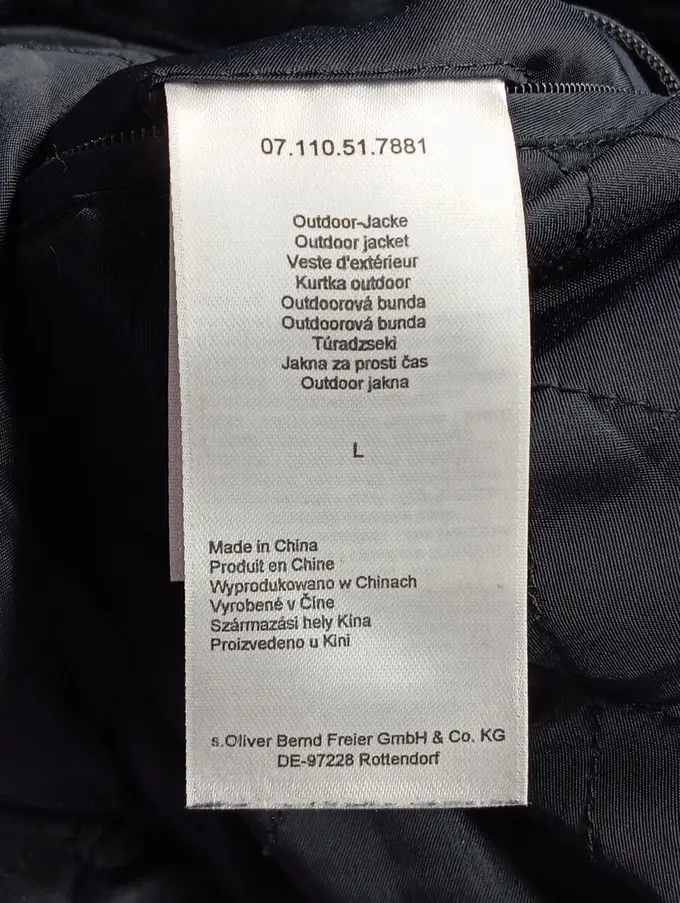 07.110.51.7881
Outdoor-Jacke
Outdoor jacket
Veste d'extérieur
Kurtka outdoor
Outdoorová bunda
Outdoorová bunda
Túradzseki
Jakna za prosti čas
Outdoor jakna
L
Made in China
Produit en Chine
Wyprodukowano w Chinach
Vyrobené v Číne
Származási hely Kína
Proizvedeno u Kini
s.Oliver Bernd Freier GmbH & Co. KG
DE-97228 Rottendorf